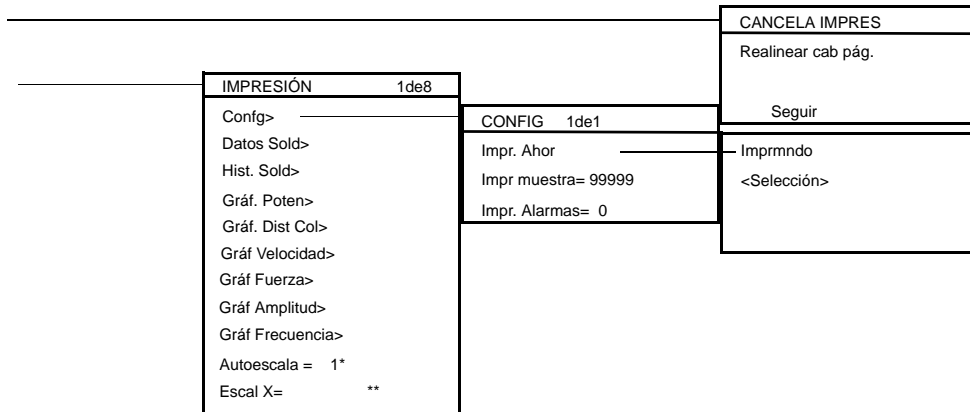 CANCELA IMPRES
Realinear cab pág.
Seguir
IMPRESIÓN 1de8
Confg>
Datos Sold>
Hist. Sold>
Gráf. Poten>
Gráf. Dist Col>
Gráf Velocidad>
Gráf Fuerza>
Gráf Amplitud>
Gráf Frecuencia>
Autoescala = 1*
Escal X= **
CONFIG 1de1
Impr. Ahor
Impr muestra= 99999
Impr. Alarmas= 0
Imprmndo
<Selección>